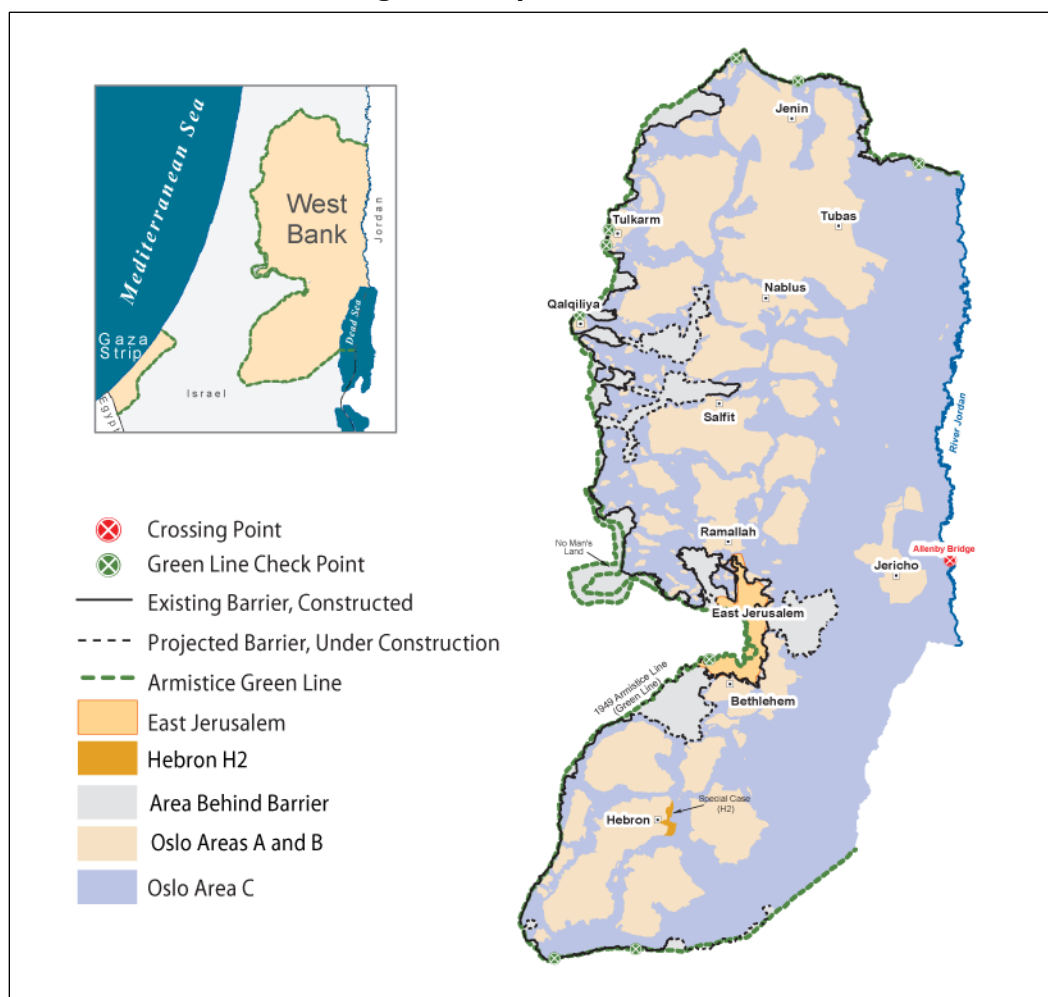 Mediterranean Sea
West
Bank
Jordan
Dead Sea
Gaza
Strip
Israel
Egypt
Crossing Point
Green Line Check Point
Existing Barrier, Constructed
Projected Barrier, Under Construction
Armistice Green Line
East Jerusalem
Hebron H2
Area Behind Barrier
Oslo Areas A and B
Oslo Area C
Jenin
Tubas
Tulkarm
Nablus
Qalqiliya
Salfit
River Jordan
Ramallah
No Man's
Land
Allenby Bridge
Jericho
East Jerusalem
1949 Armistice Line
(Green Line)
Bethlehem
Special Case
(H2)
Hebron